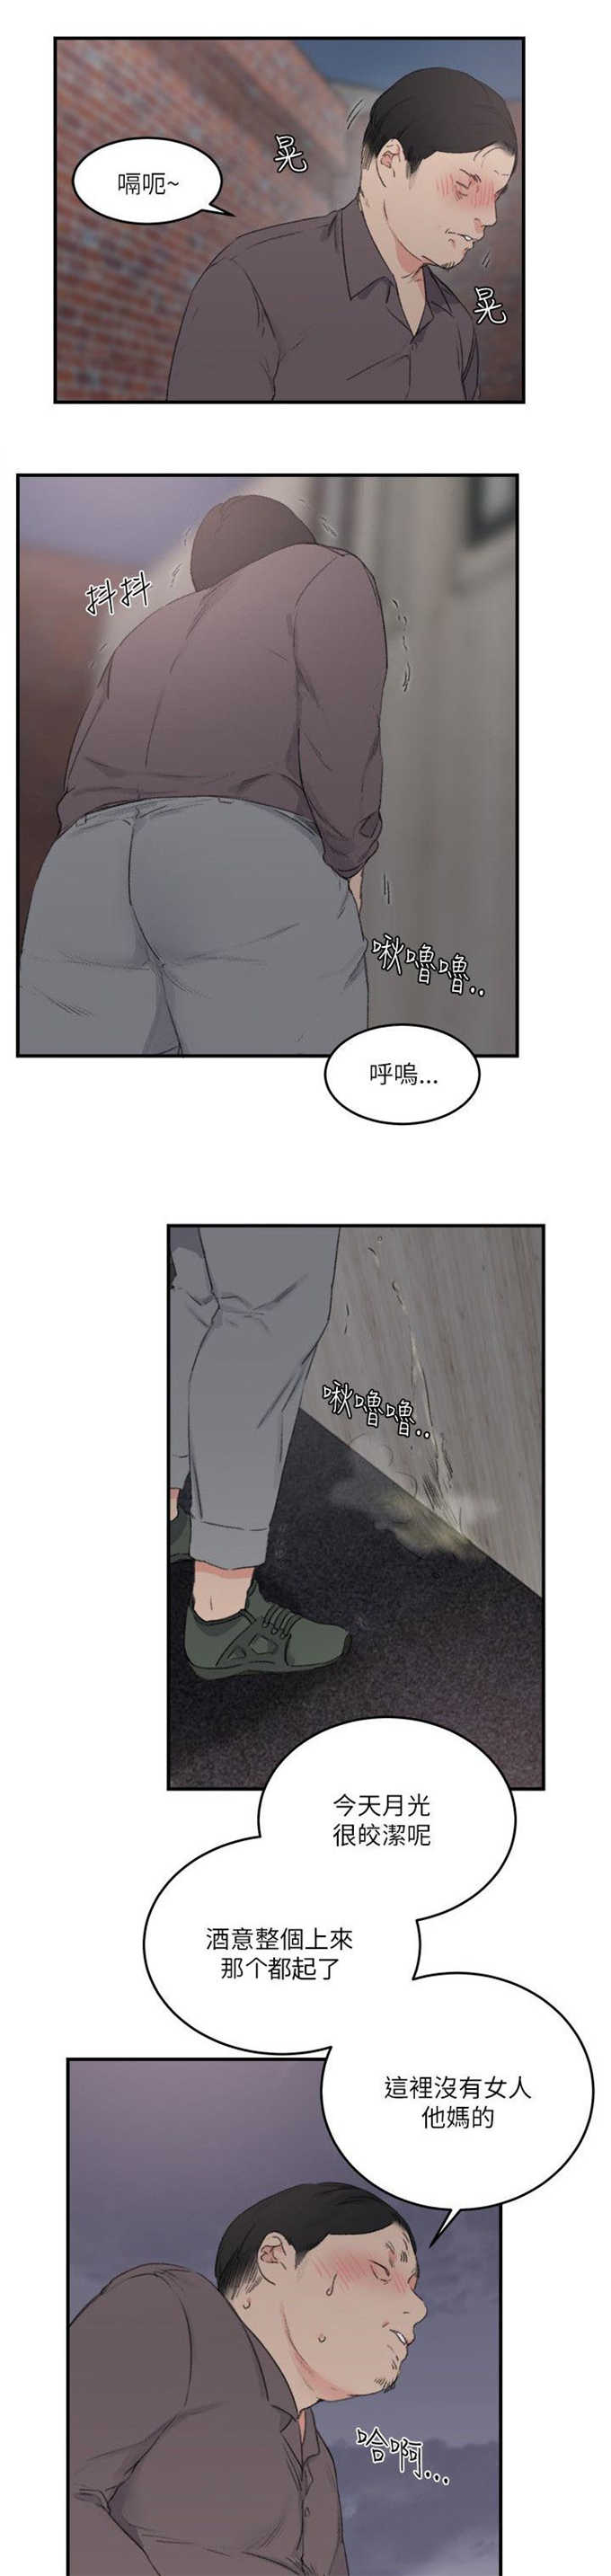 晃
嗝呃~
晃
抖抖
啾嚕嚕..
呼嗚...
啾嚕嚕..
今天月光
很皎潔呢
酒意整個上來
那个都起了
這裡沒有女人
他媽的
哈啊...